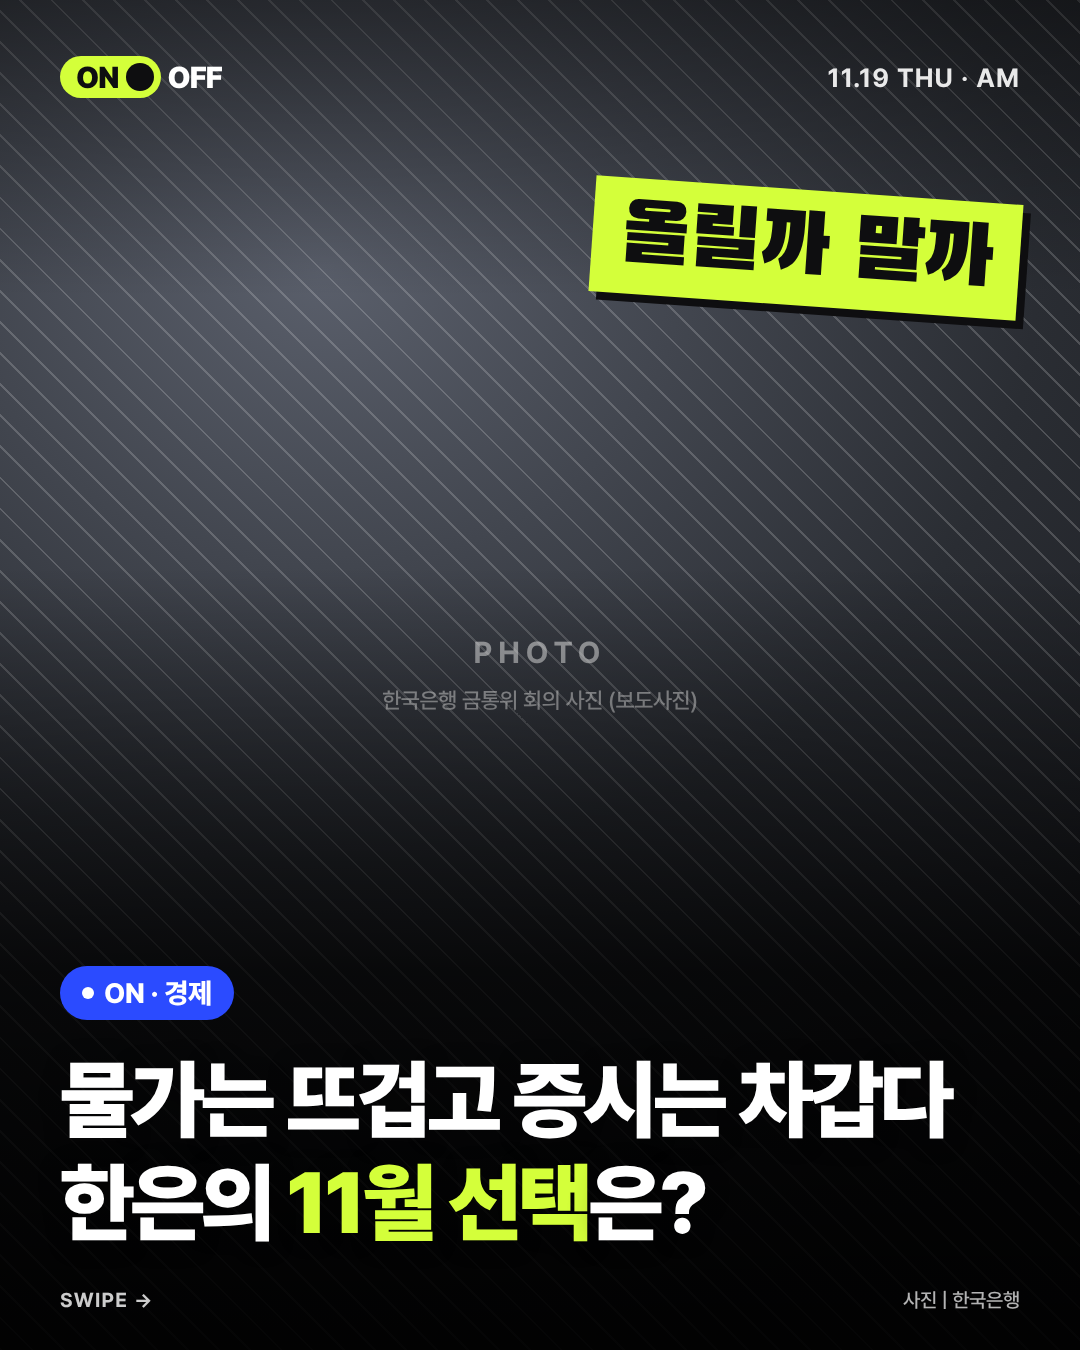 ON OFF
11.19 THU · AM
올릴까 말까
PHOTO
한국은행 금통위 회의 사진 (보도사진)
ON · 경제
물가는 뜨겁고 증시는 차갑다
한은의 11월 선택은?
SWIPE →
사진 | 한국은행